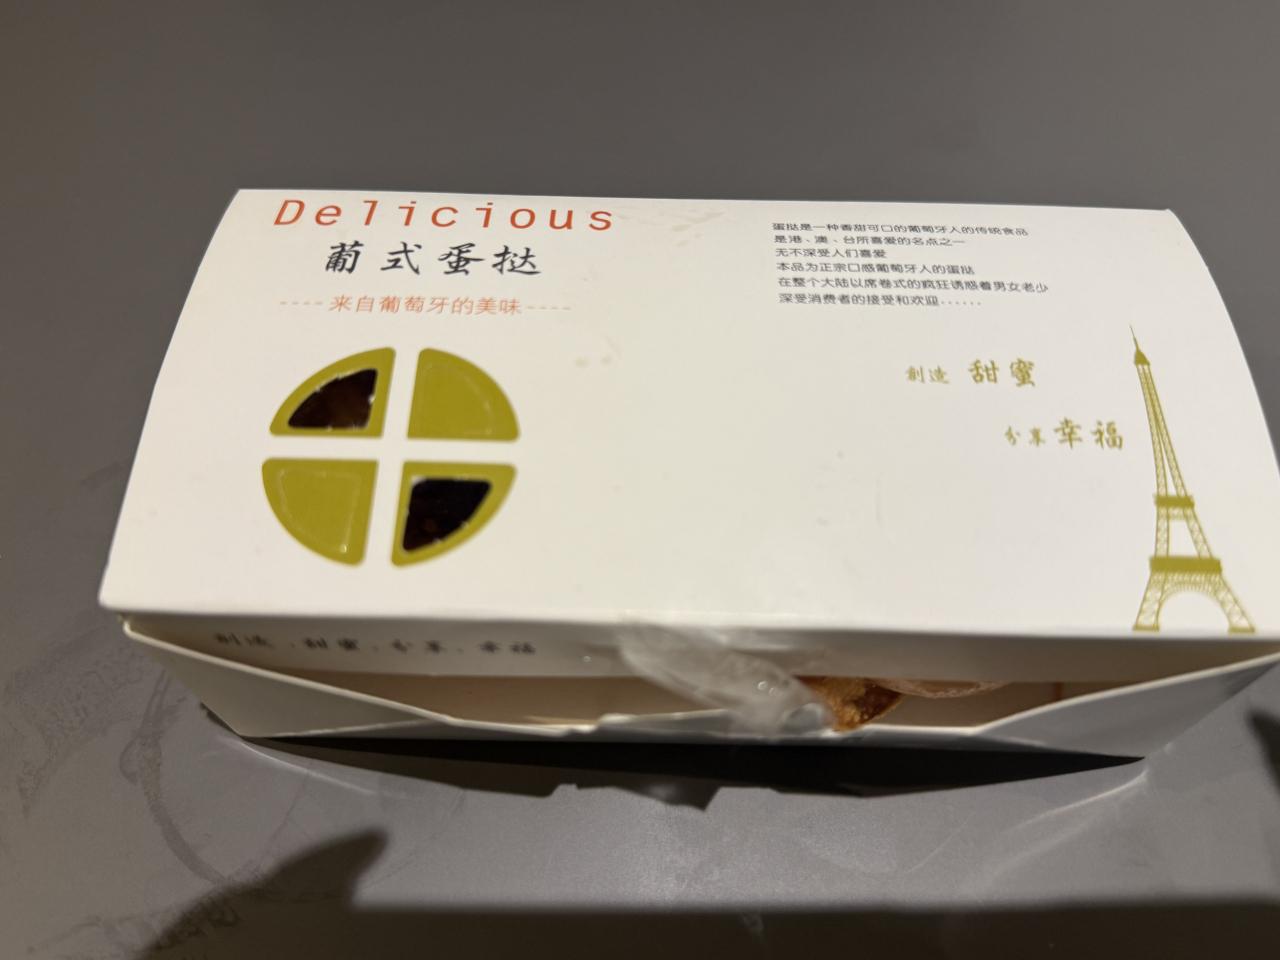 Delicious
葡式蛋挞
----来自葡萄牙的美味----
蛋挞是一种香甜可口的葡萄牙人的传统食品
是港、澳、台所喜爱的名点之一
无不深受人们喜爱
本品为正宗口感葡萄牙人的蛋挞
在整个大陆以席卷式的疯狂诱惑着男女老少
深受消费者的接受和欢迎······
創造 甜蜜
分享幸福
創造．甜蜜．分享．幸福